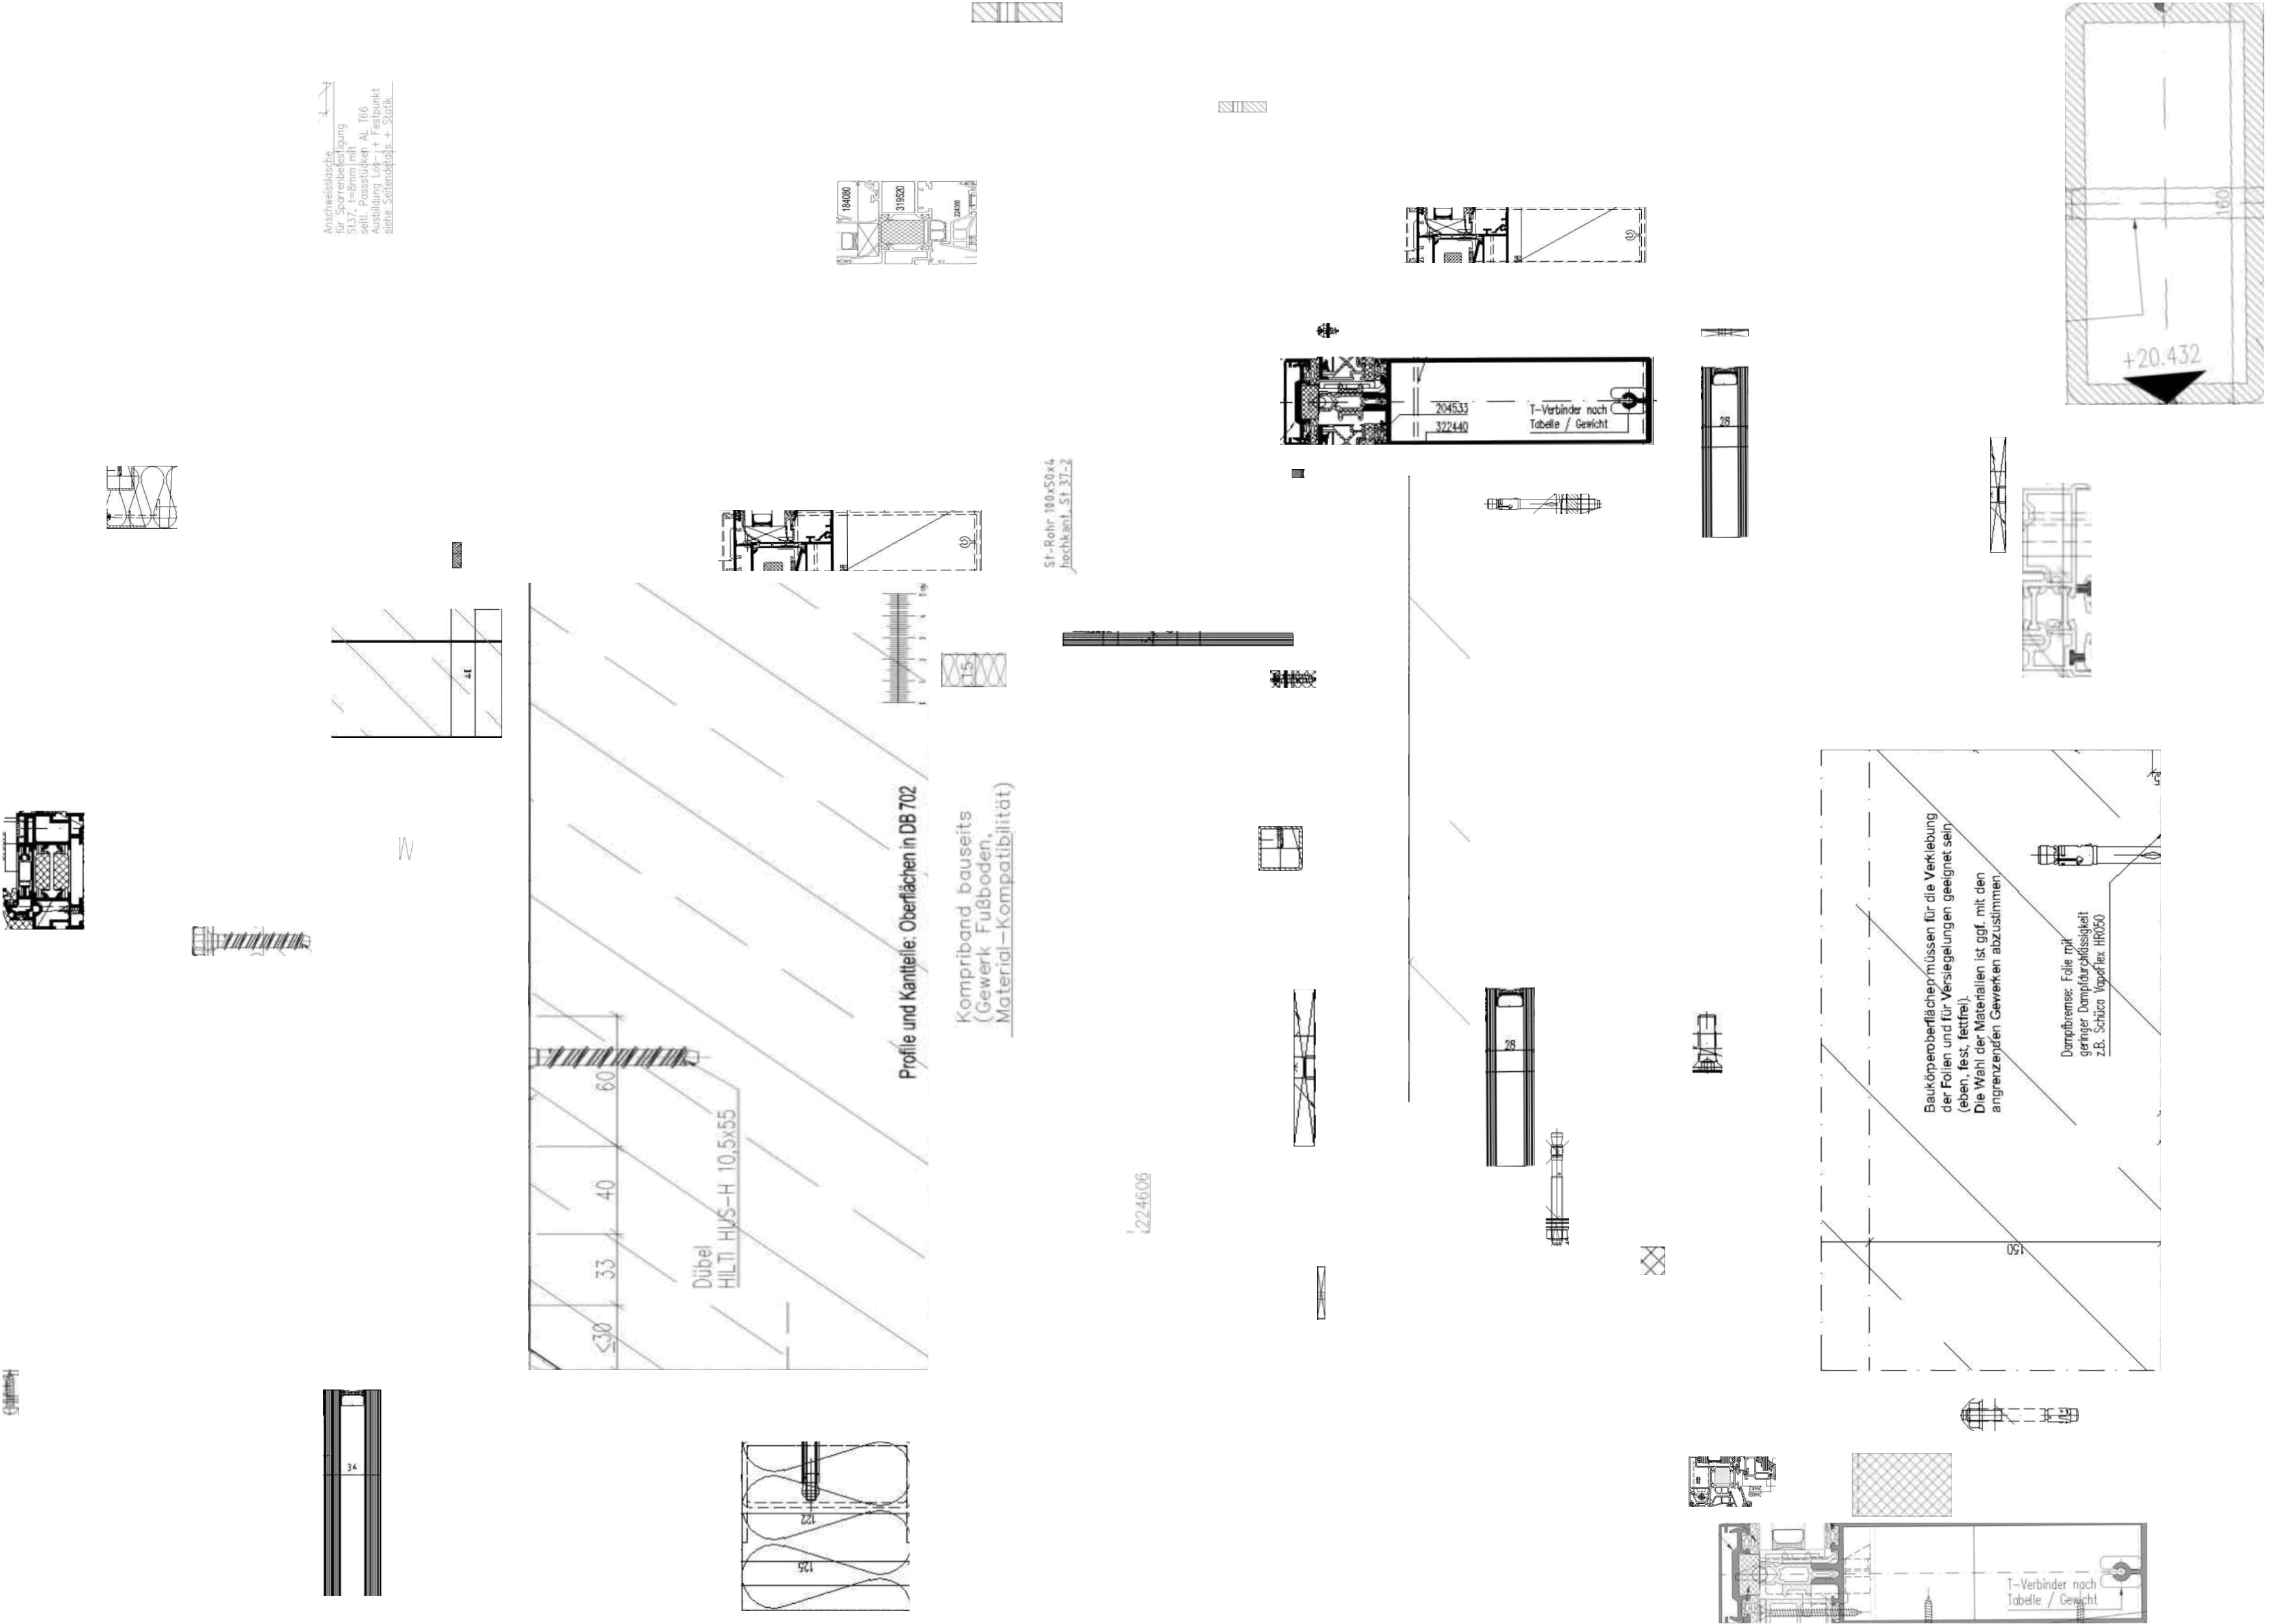 Anschweisslasche
für Sparrenbefestigung
St37, t=8mm mit
seitl. Passstücken AL T66
Ausbildung Los- + Festpunkt
siehe Seitendetails + Statik
184080
319520
224388
160
+20.432
204533
322440
T-Verbinder nach
Tabelle / Gewicht
28
St-Rohr 100x50x4
hochkant, St 37-2
15
Profile und Kantteile: Oberflächen in DB 702
Kompriband bauseits
(Gewerk Fußboden,
Material-Kompatibilität)
60
40
33
≤30
Dübel
HILTI HUS-H 10,5x55
224606
28
Baukörperoberflächen müssen für die Verklebung
der Folien und für Versiegelungen geeignet sein
(eben, fest, fettfrei).
Die Wahl der Materialien ist ggf. mit den
angrenzenden Gewerken abzustimmen
Dampfbremse: Folie mit
geringer Dampfdurchlässigkeit
z.B. Schüco VapoFlex HR050
150
34
122
125
T-Verbinder nach
Tabelle / Gewicht